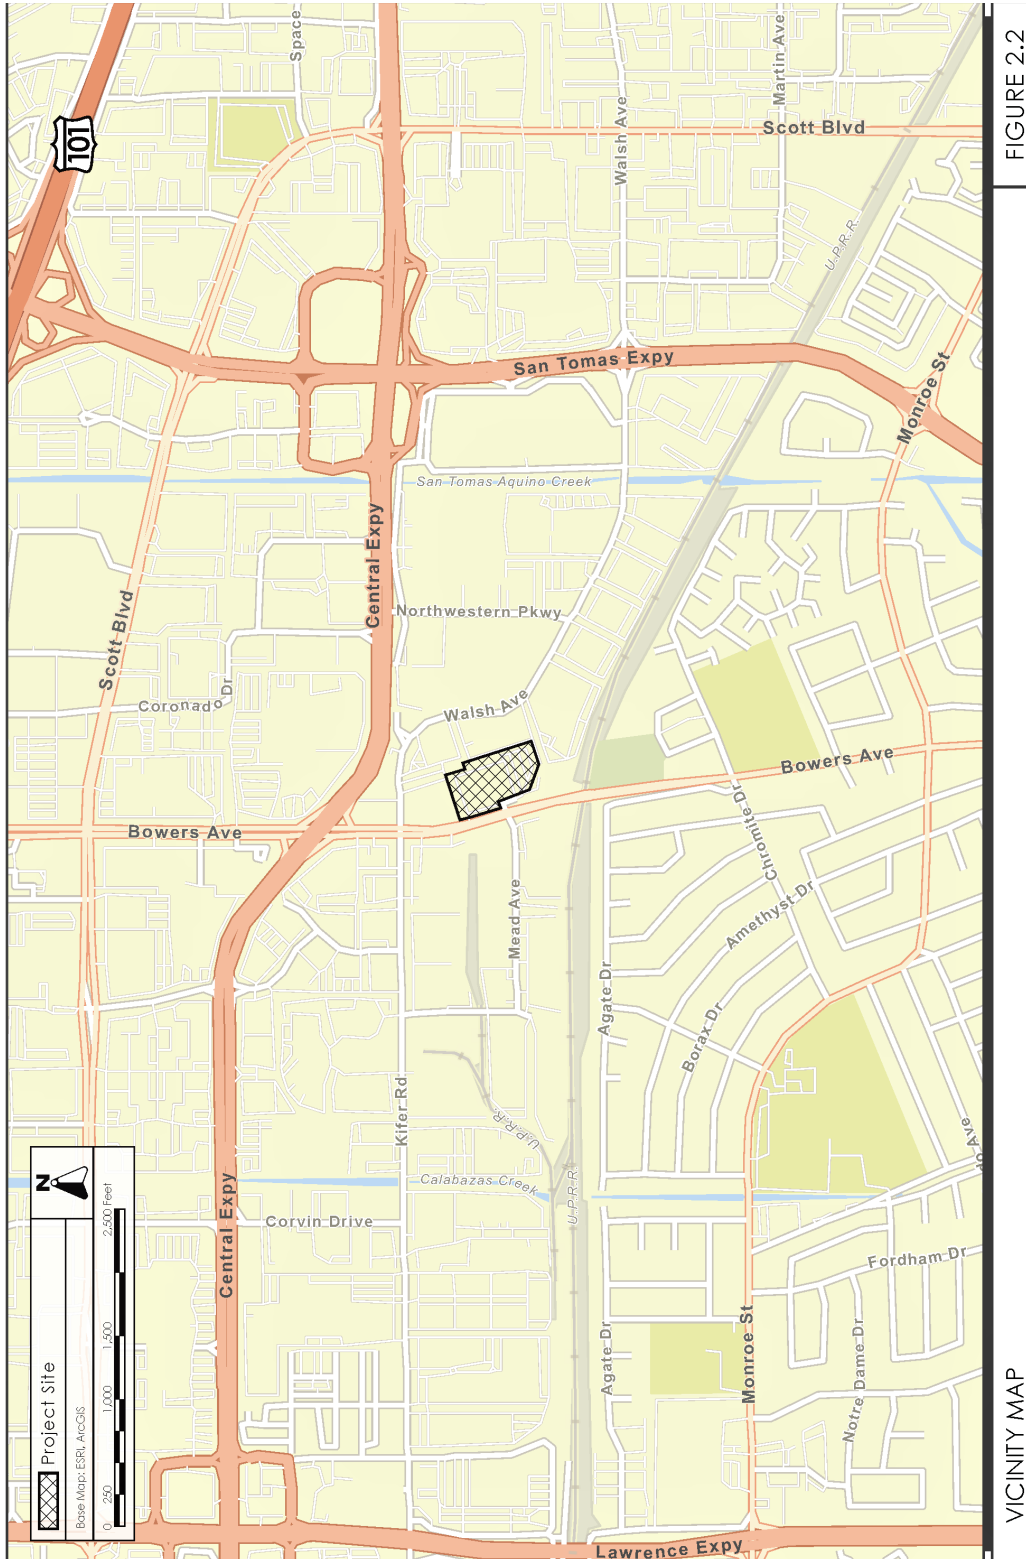 Project Site
Base Map: ESRI, ArcGIS
N
0 250 1,000 1,500 2,500 Feet
101
Space
Scott Blvd
Coronado Dr
Bowers Ave
Central Expy
Central Expy
Corvin Drive
Kifer Rd
Calabazas Creek
U.P.R.R.
U.P.R.R.
Mead Ave
Walsh Ave
Northwestern Pkwy
San Tomas Aquino Creek
San Tomas Expy
Walsh Ave
Martin Ave
Scott Blvd
U.P.R.R.
Monroe St
Bowers Ave
Chromite Dr
Amethyst Dr
Borax Dr
Agate Dr
Agate Dr
Monroe St
Notre Dame Dr
Fordham Dr
Ave
Lawrence Expy
VICINITY MAP
FIGURE 2.2